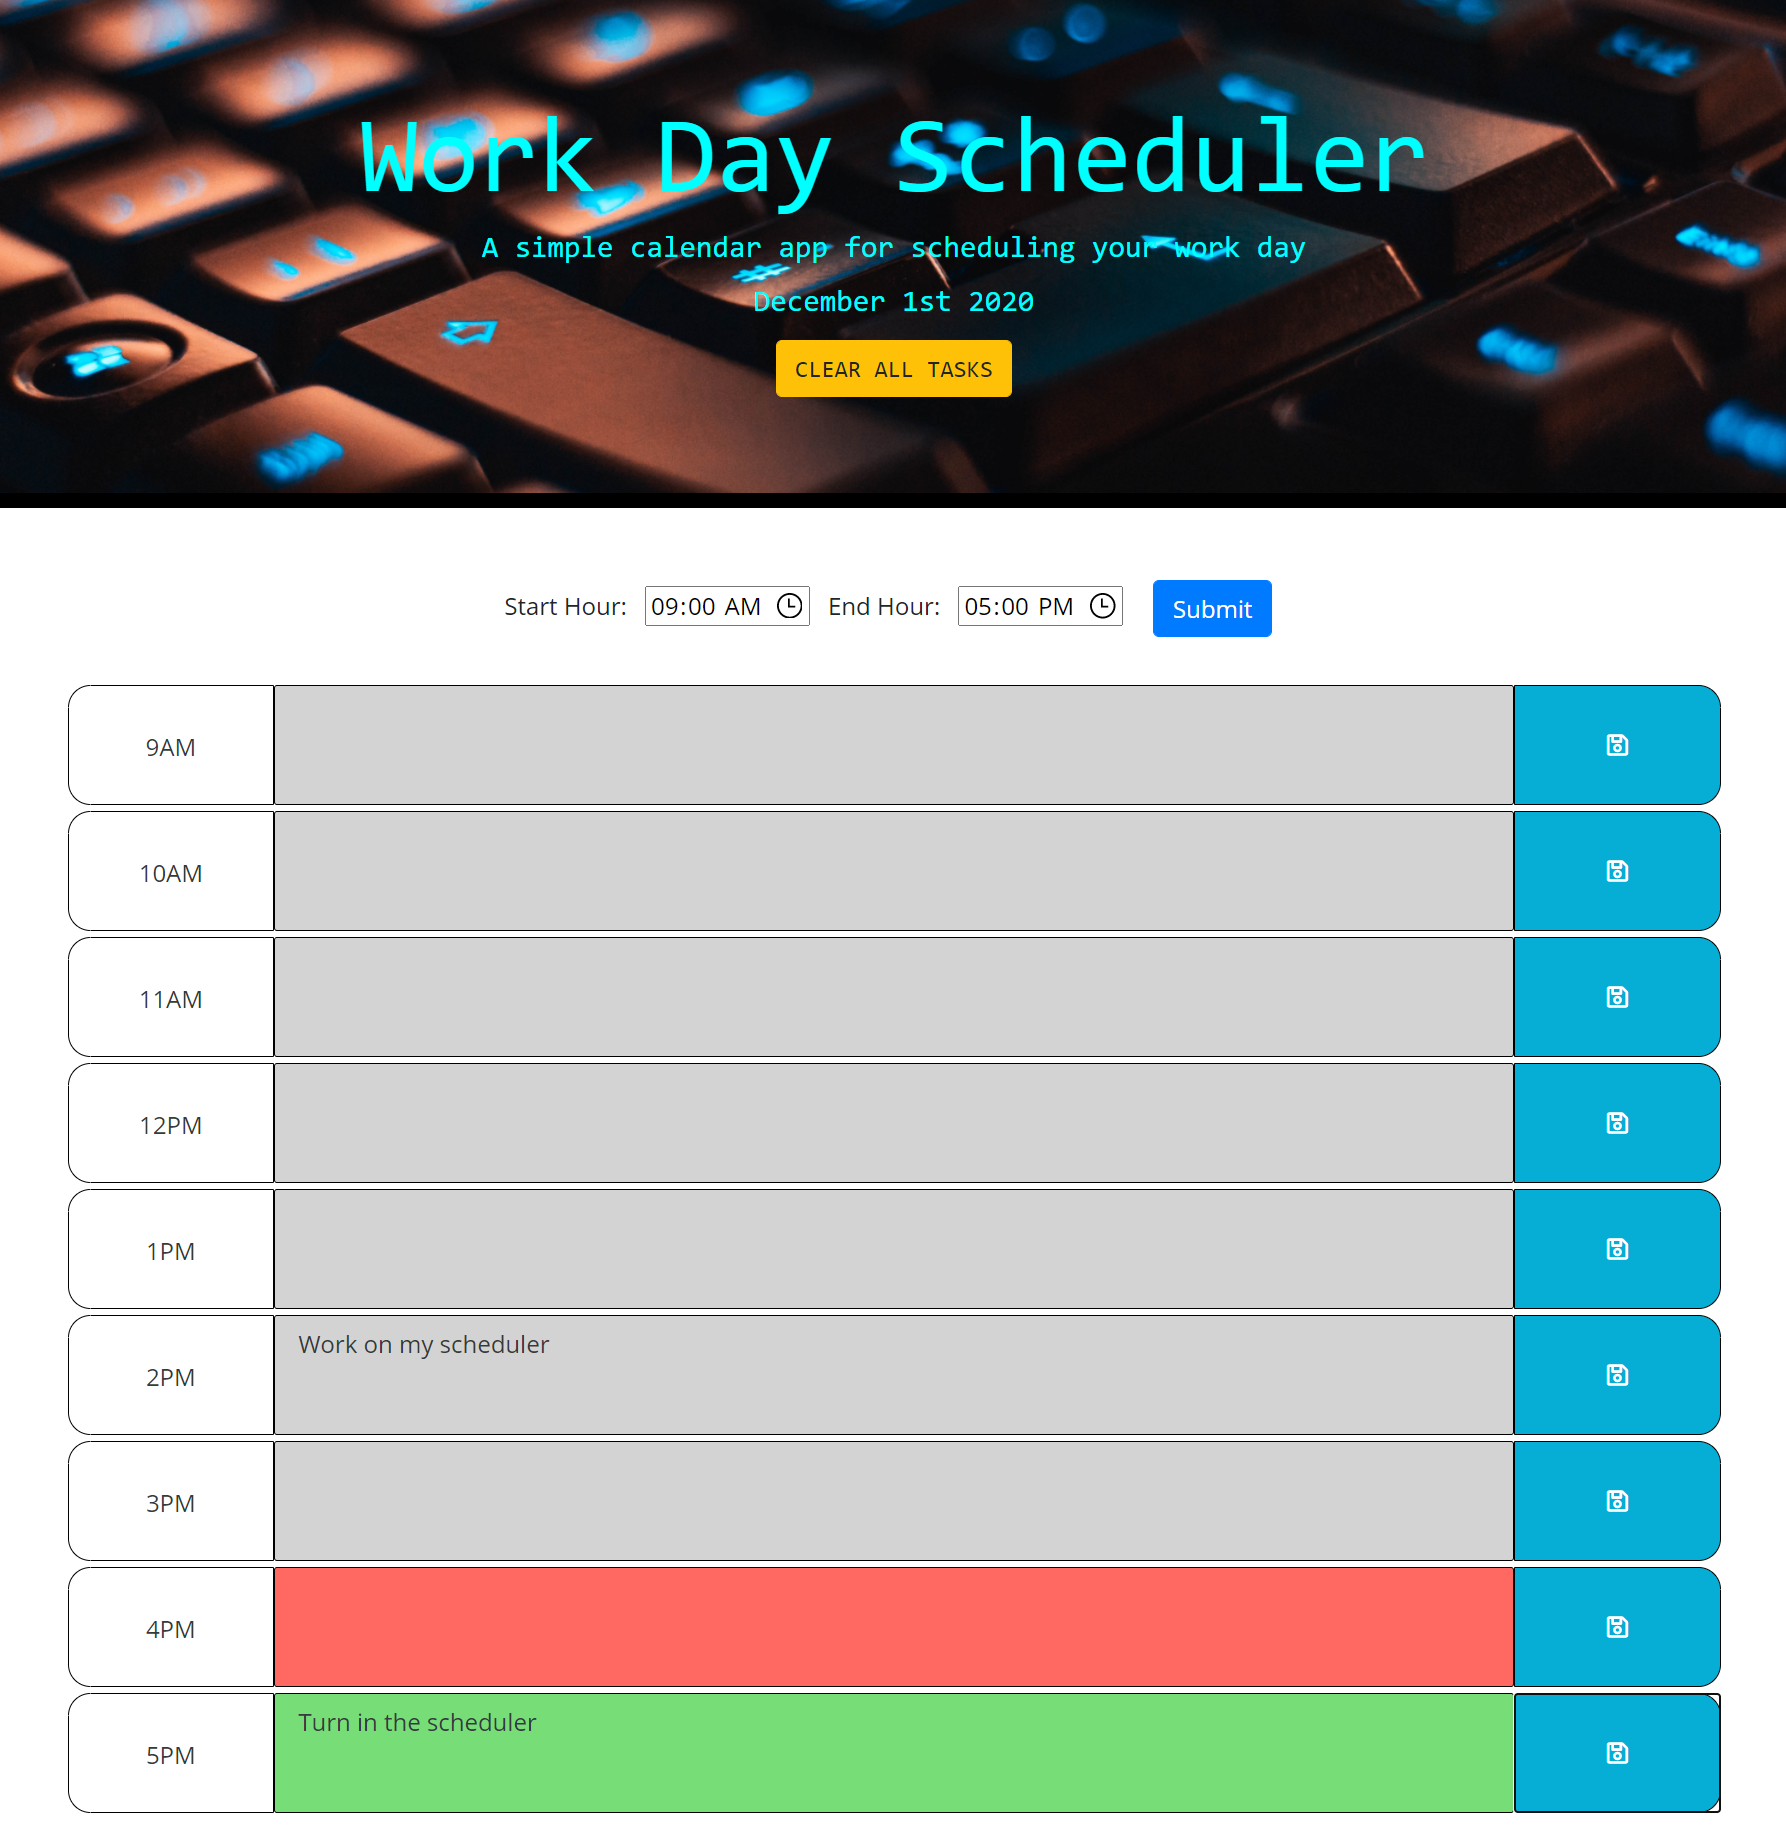 Work Day Scheduler
A simple calendar app for scheduling your work day
December 1st 2020
CLEAR ALL TASKS
Start Hour: 09:00 AM End Hour: 05:00 PM Submit
9AM
10AM
11AM
12PM
1PM
2PM Work on my scheduler
3PM
4PM
5PM Turn in the scheduler